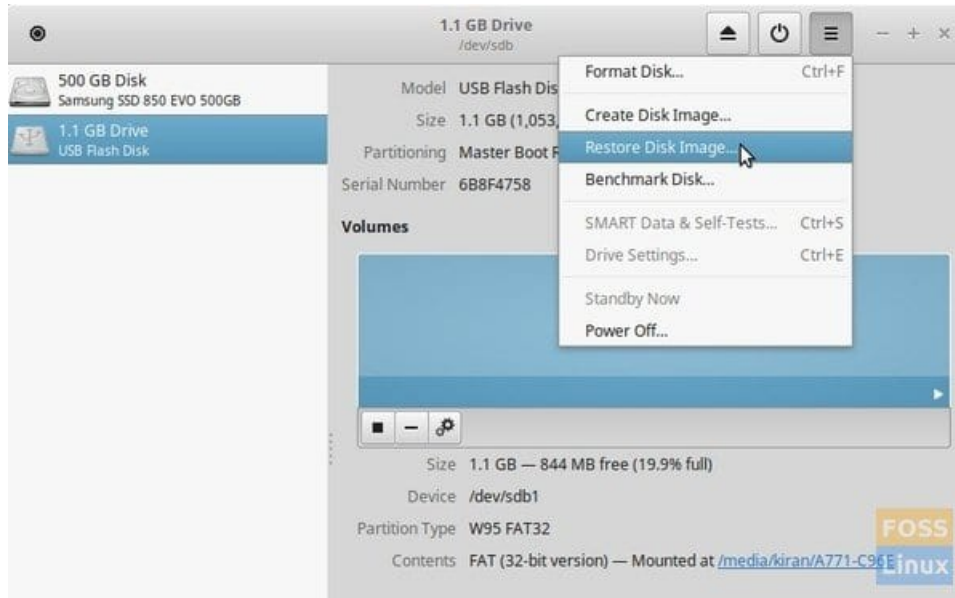 1.1 GB Drive
/dev/sdb
500 GB Disk
Samsung SSD 850 EVO 500GB
1.1 GB Drive
USB Flash Disk
Model USB Flash Dis
Size 1.1 GB (1,053,
Partitioning Master Boot R
Serial Number 6B8F4758
Volumes
Format Disk... Ctrl+F
Create Disk Image...
Restore Disk Image...
Benchmark Disk...
SMART Data & Self-Tests... Ctrl+S
Drive Settings... Ctrl+E
Standby Now
Power Off...
Size 1.1 GB — 844 MB free (19.9% full)
Device /dev/sdb1
Partition Type W95 FAT32
Contents FAT (32-bit version) — Mounted at /media/kiran/A771-C96E
FOSS
Linux